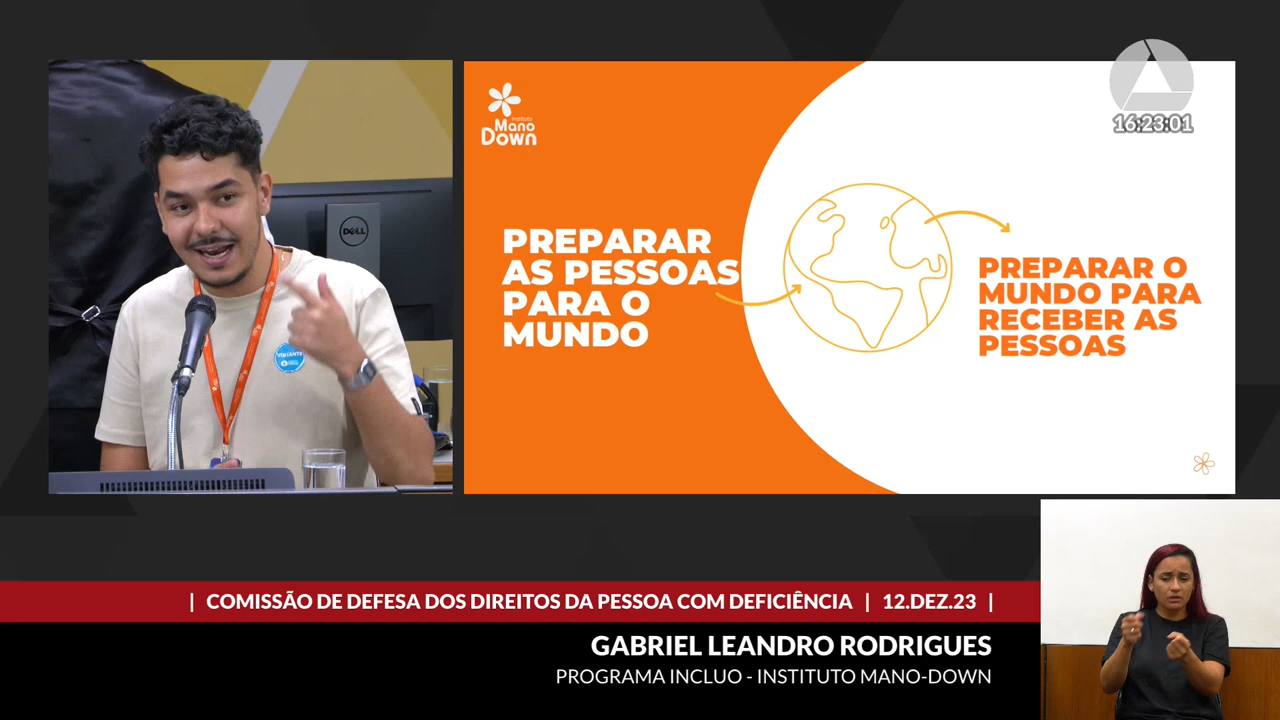 Instituto
Mano
Down
16:23:01
DELL
PREPARAR
AS PESSOAS
PARA O
MUNDO
PREPARAR O
MUNDO PARA
RECEBER AS
PESSOAS
VISITANTE
| COMISSÃO DE DEFESA DOS DIREITOS DA PESSOA COM DEFICIÊNCIA | 12.DEZ.23 |
GABRIEL LEANDRO RODRIGUES
PROGRAMA INCLUO - INSTITUTO MANO-DOWN